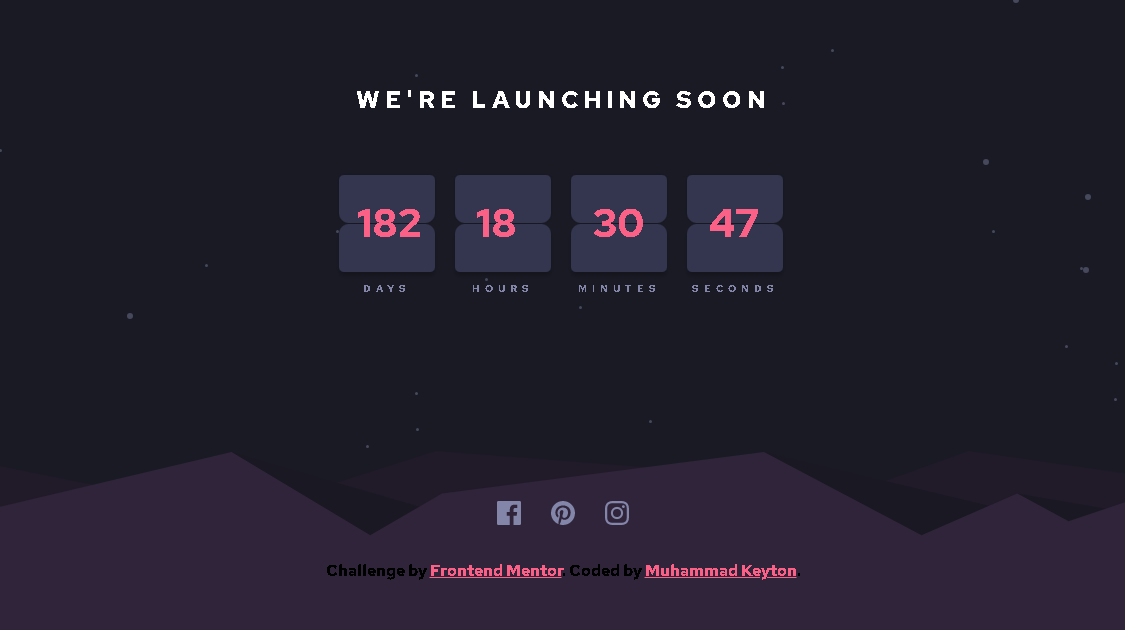 WE'RE LAUNCHING SOON
182 18 30 47
DAYS HOURS MINUTES SECONDS
Challenge by Frontend Mentor. Coded by Muhammad Keyton.